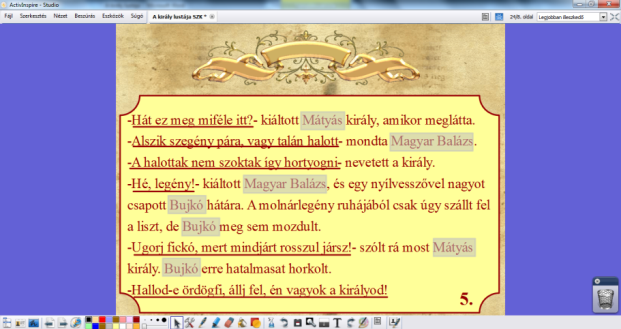 ActivInspire - Studio
Fájl Szerkesztés Nézet Beszúrás Eszközök Súgó A király lustája SZK * 24/8. oldal Legjobban illeszkedő
-Hát ez meg miféle itt?- kiáltott Mátyás király, amikor meglátta.
-Alszik szegény pára, vagy talán halott- mondta Magyar Balázs.
-A halottak nem szoktak így hortyogni- nevetett a király.
-Hé, legény!- kiáltott Magyar Balázs, és egy nyilvesszővel nagyot
csapott Bujkó hátára. A molnárlegény ruhájából csak úgy szállt fel
a liszt, de Bujkó meg sem mozdult.
-Ugorj fickó, mert mindjárt rosszul jársz!- szólt rá most Mátyás
király. Bujkó erre hatalmasat horkolt.
-Hallod-e ördögfi, állj fel, én vagyok a királyod!
5.